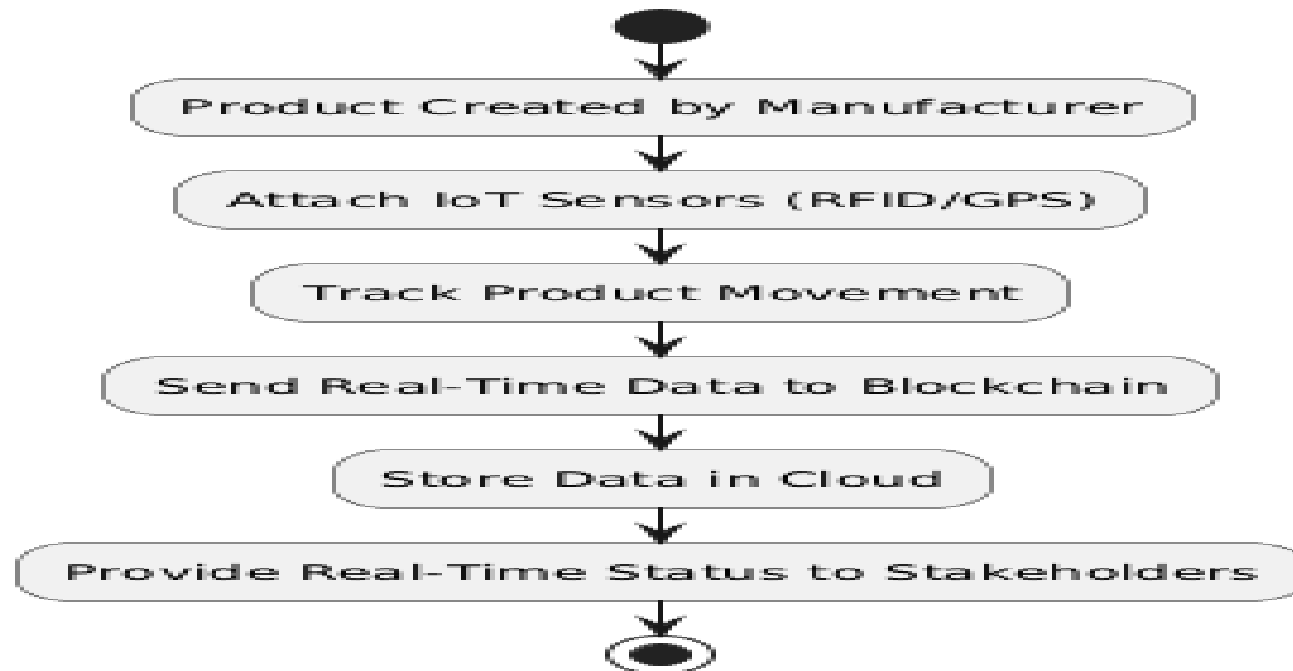 Product Created by Manufacturer
Attach IoT Sensors (RFID/GPS)
Track Product Movement
Send Real-Time Data to Blockchain
Store Data in Cloud
Provide Real-Time Status to Stakeholders